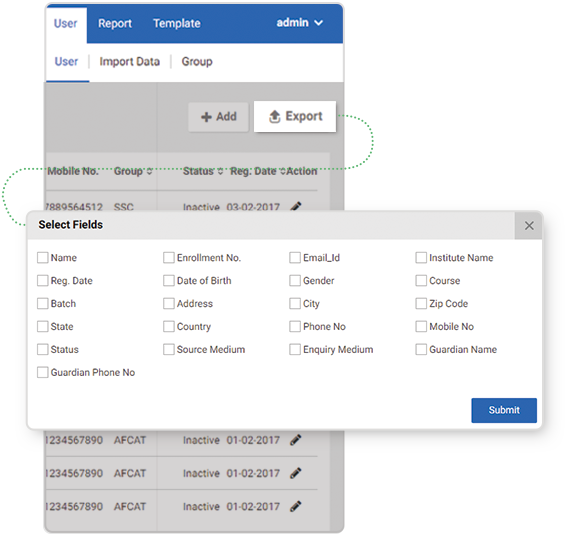 User Report Template admin
User Import Data Group
Add Export
Mobile No. Group Status Reg. Date Action
7889564512 SSC Inactive 03-02-2017
Select Fields
Name Enrollment No. Email_Id Institute Name
Reg. Date Date of Birth Gender Course
Batch Address City Zip Code
State Country Phone No Mobile No
Status Source Medium Enquiry Medium Guardian Name
Guardian Phone No
Submit
1234567890 AFCAT Inactive 01-02-2017
1234567890 AFCAT Inactive 01-02-2017
1234567890 AFCAT Inactive 01-02-2017